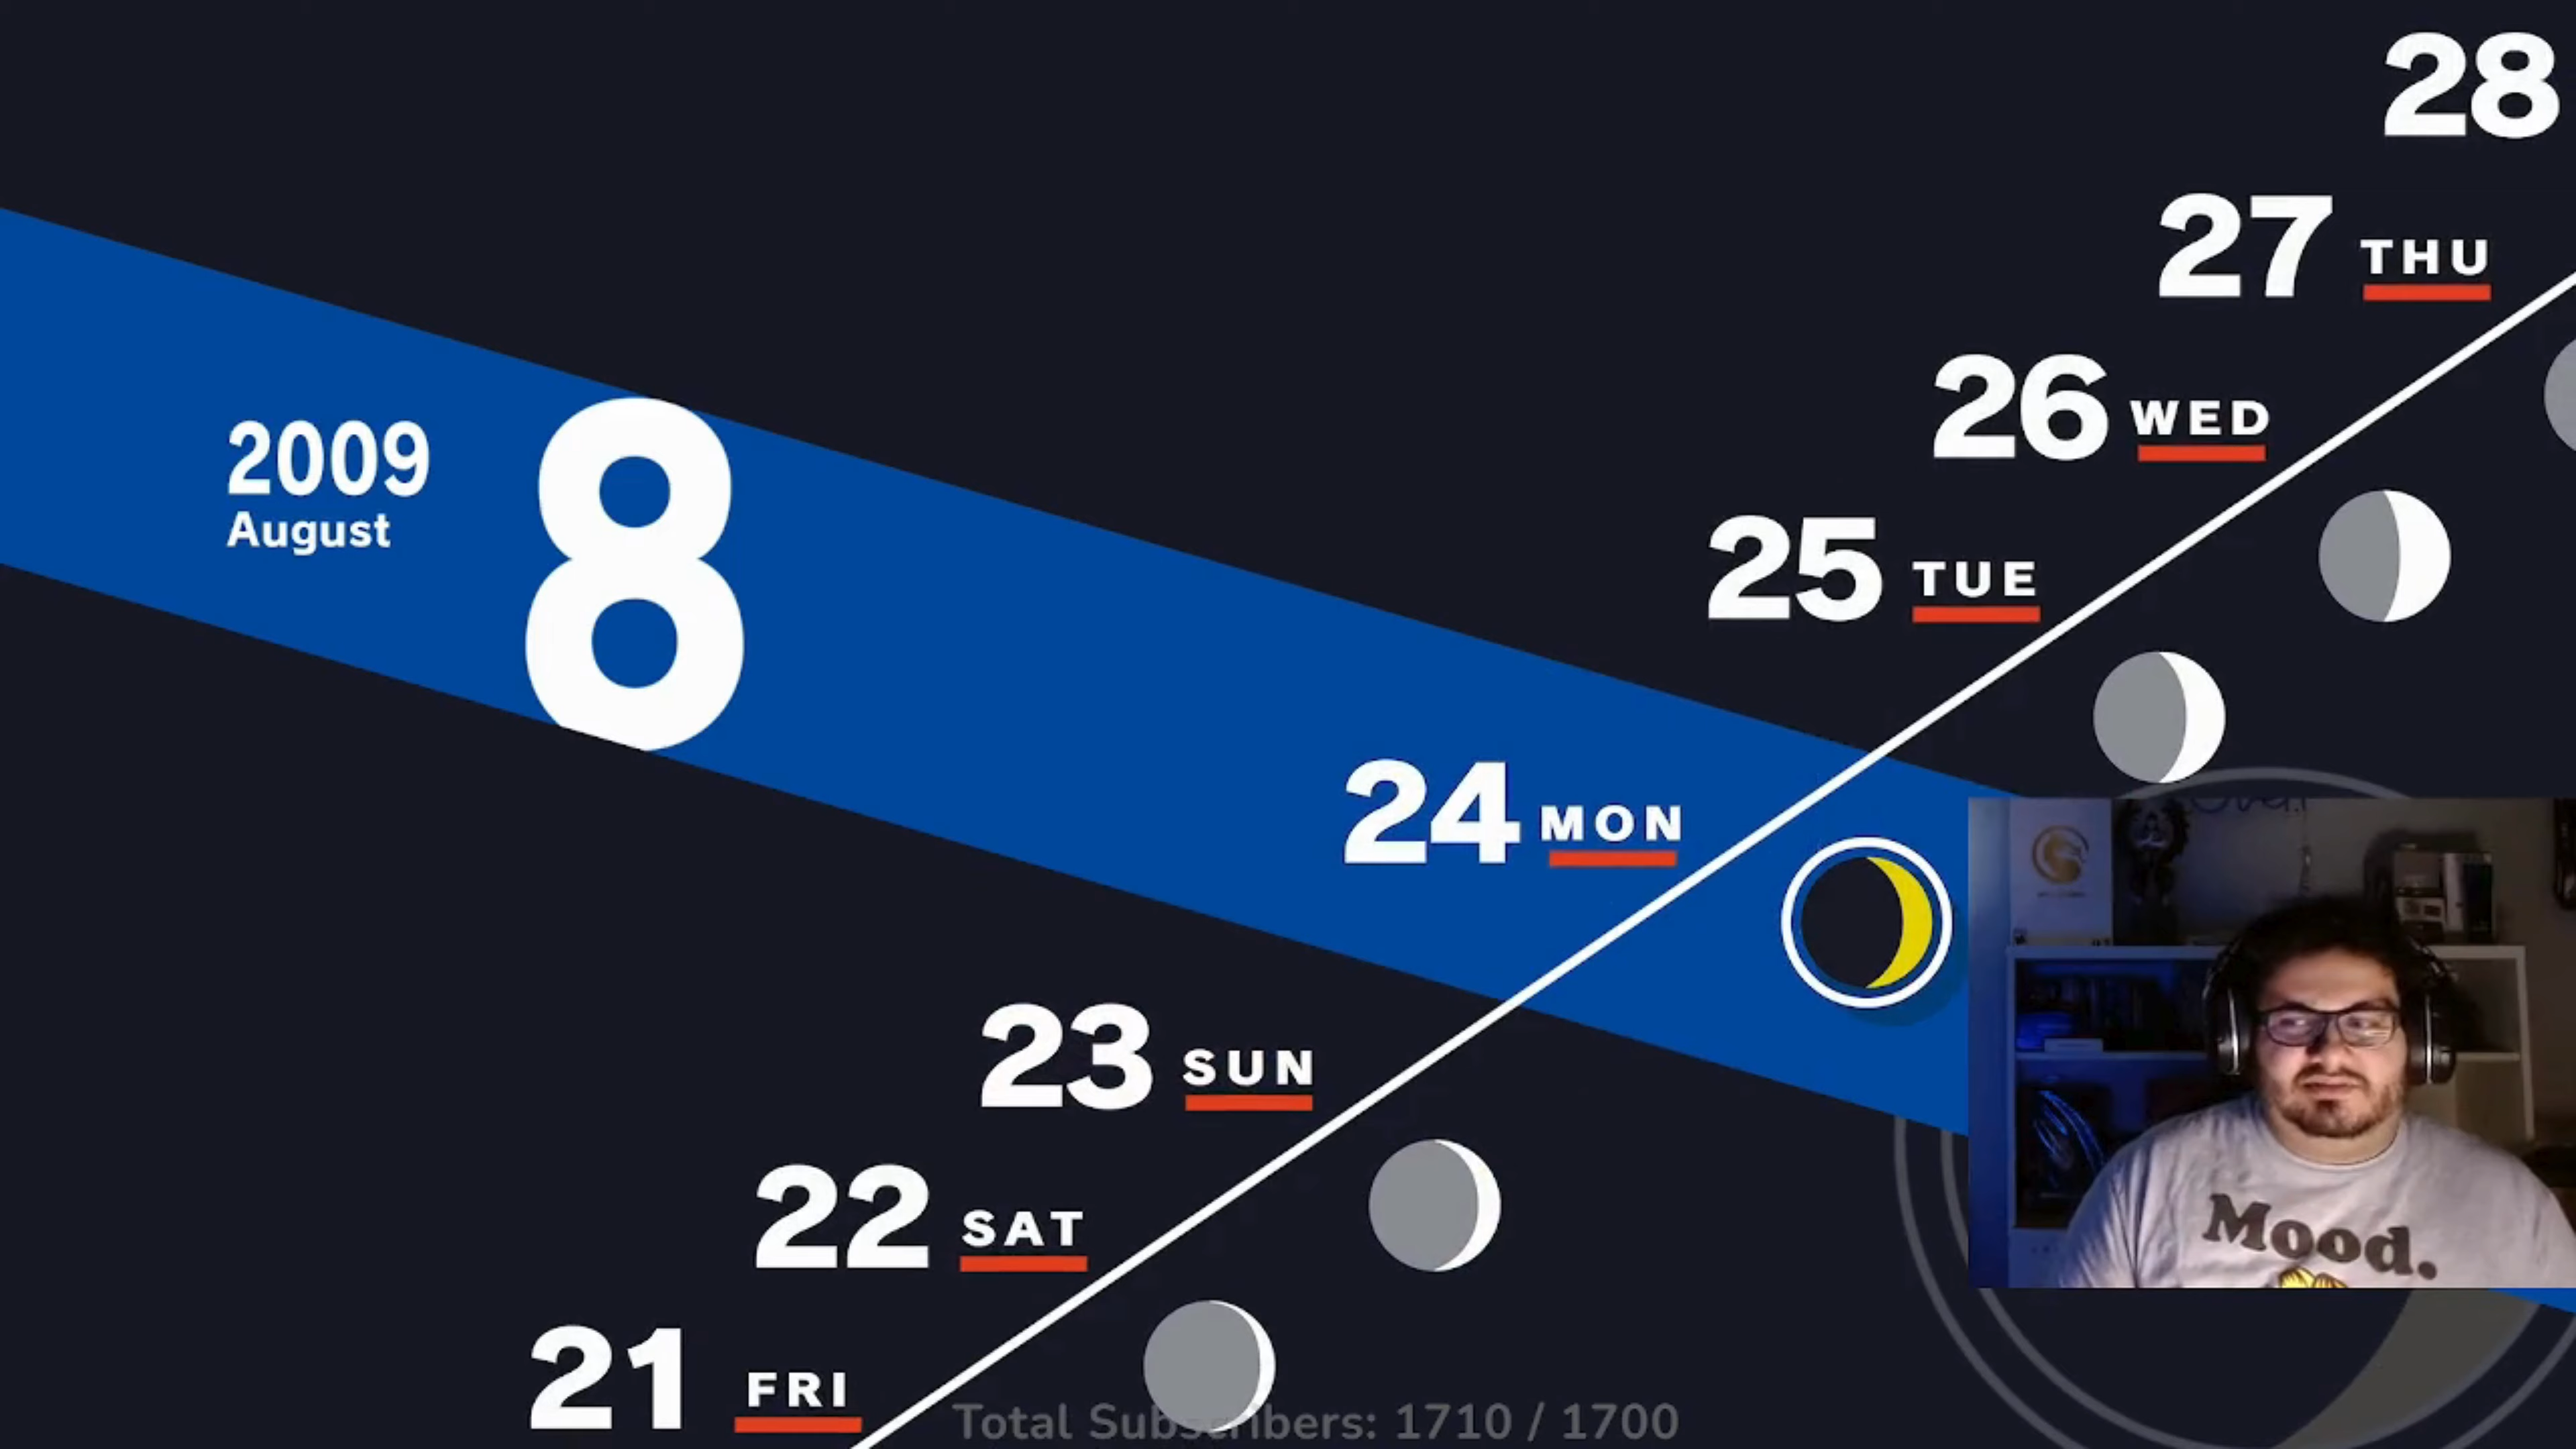 28
27 THU
26 WED
25 TUE
2009
August
8
24 MON
23 SUN
22 SAT
21 FRI
Mood.
Total Subscribers: 1710 / 1700